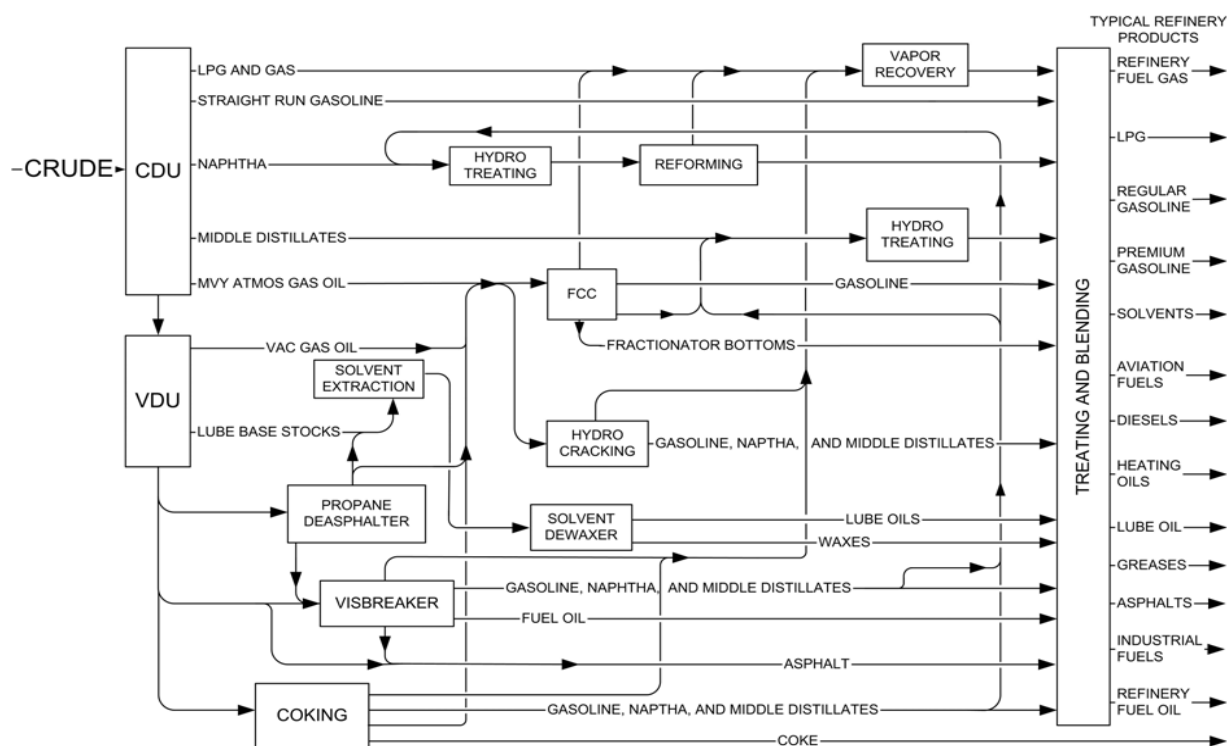 TYPICAL REFINERY
PRODUCTS
LPG AND GAS
VAPOR
RECOVERY
REFINERY
FUEL GAS
STRAIGHT RUN GASOLINE
LPG
–CRUDE
CDU
NAPHTHA
HYDRO
TREATING
REFORMING
REGULAR
GASOLINE
MIDDLE DISTILLATES
HYDRO
TREATING
PREMIUM
GASOLINE
MVY ATMOS GAS OIL
FCC
GASOLINE
SOLVENTS
VAC GAS OIL
FRACTIONATOR BOTTOMS
TREATING AND BLENDING
VDU
SOLVENT
EXTRACTION
AVIATION
FUELS
LUBE BASE STOCKS
HYDRO
CRACKING
GASOLINE, NAPTHA, AND MIDDLE DISTILLATES
DIESELS
HEATING
OILS
PROPANE
DEASPHALTER
SOLVENT
DEWAXER
LUBE OILS
WAXES
LUBE OIL
GREASES
VISBREAKER
GASOLINE, NAPHTHA, AND MIDDLE DISTILLATES
FUEL OIL
ASPHALTS
ASPHALT
INDUSTRIAL
FUELS
COKING
GASOLINE, NAPTHA, AND MIDDLE DISTILLATES
REFINERY
FUEL OIL
COKE